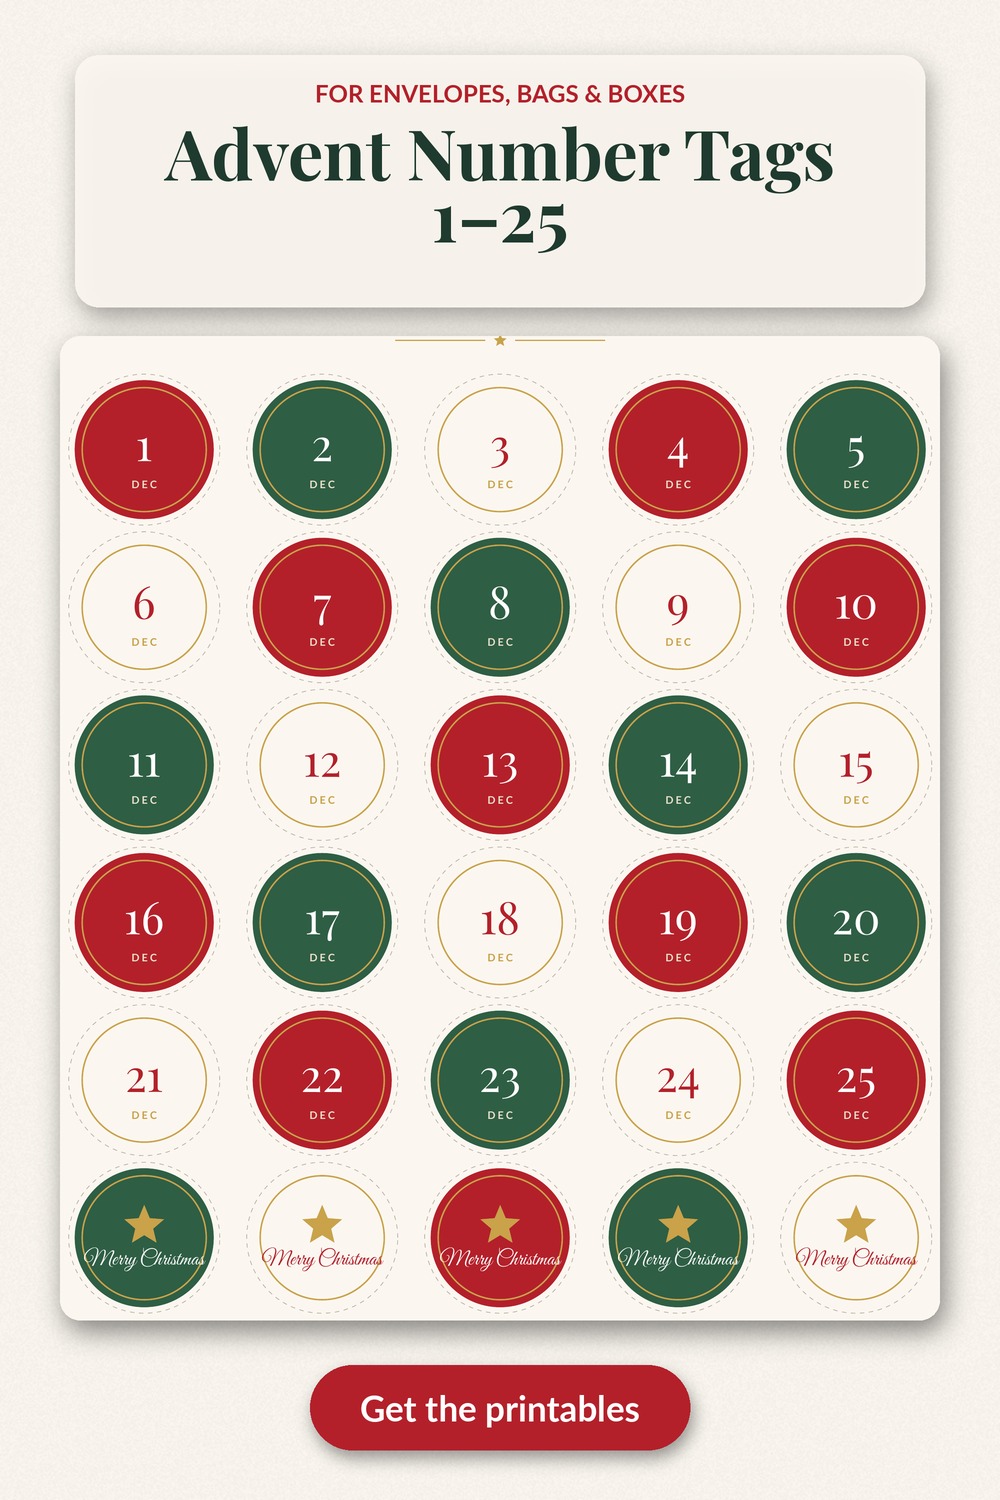 FOR ENVELOPES, BAGS & BOXES
Advent Number Tags
1–25
1 2 3 4 5
DEC DEC DEC DEC DEC
6 7 8 9 10
DEC DEC DEC DEC DEC
11 12 13 14 15
DEC DEC DEC DEC DEC
16 17 18 19 20
DEC DEC DEC DEC DEC
21 22 23 24 25
DEC DEC DEC DEC DEC
Merry Christmas Merry Christmas Merry Christmas Merry Christmas Merry Christmas
Get the printables